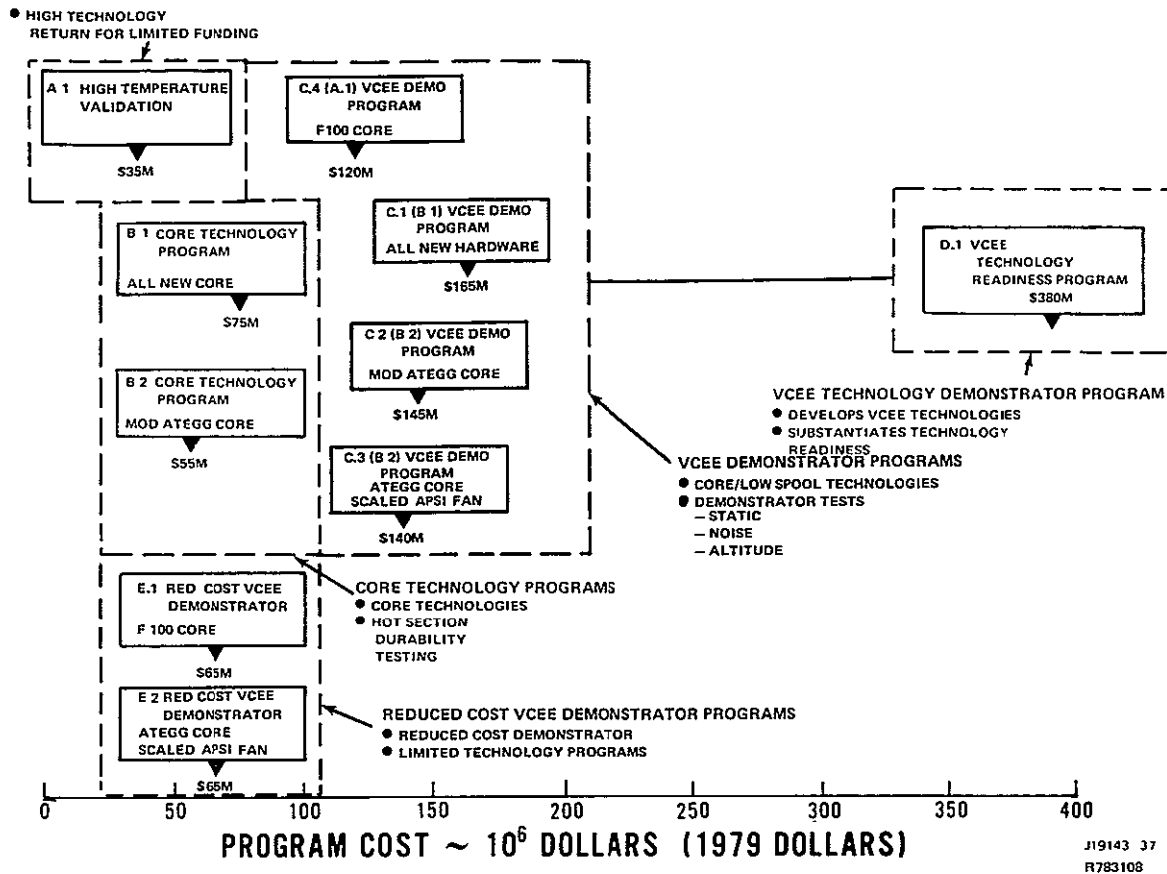 ● HIGH TECHNOLOGY
RETURN FOR LIMITED FUNDING
A 1 HIGH TEMPERATURE
VALIDATION
$35M
C.4 (A.1) VCEE DEMO
PROGRAM
F100 CORE
$120M
B 1 CORE TECHNOLOGY
PROGRAM
ALL NEW CORE
$75M
C.1 (B 1) VCEE DEMO
PROGRAM
ALL NEW HARDWARE
$165M
D.1 VCEE
TECHNOLOGY
READINESS PROGRAM
$380M
B 2 CORE TECHNOLOGY
PROGRAM
MOD ATEGG CORE
$55M
C 2 (B 2) VCEE DEMO
PROGRAM
MOD ATEGG CORE
$145M
C.3 (B 2) VCEE DEMO
PROGRAM
ATEGG CORE
SCALED APSI FAN
$140M
VCEE TECHNOLOGY DEMONSTRATOR PROGRAM
● DEVELOPS VCEE TECHNOLOGIES
● SUBSTANTIATES TECHNOLOGY
READINESS
VCEE DEMONSTRATOR PROGRAMS
● CORE/LOW SPOOL TECHNOLOGIES
● DEMONSTRATOR TESTS
– STATIC
– NOISE
– ALTITUDE
E.1 RED COST VCEE
DEMONSTRATOR
F 100 CORE
$65M
CORE TECHNOLOGY PROGRAMS
● CORE TECHNOLOGIES
● HOT SECTION
DURABILITY
TESTING
E 2 RED COST VCEE
DEMONSTRATOR
ATEGG CORE
SCALED APSI FAN
$65M
REDUCED COST VCEE DEMONSTRATOR PROGRAMS
● REDUCED COST DEMONSTRATOR
● LIMITED TECHNOLOGY PROGRAMS
0 50 100 150 200 250 300 350 400
PROGRAM COST ~ 10⁶ DOLLARS (1979 DOLLARS)
J19143 37
R783108